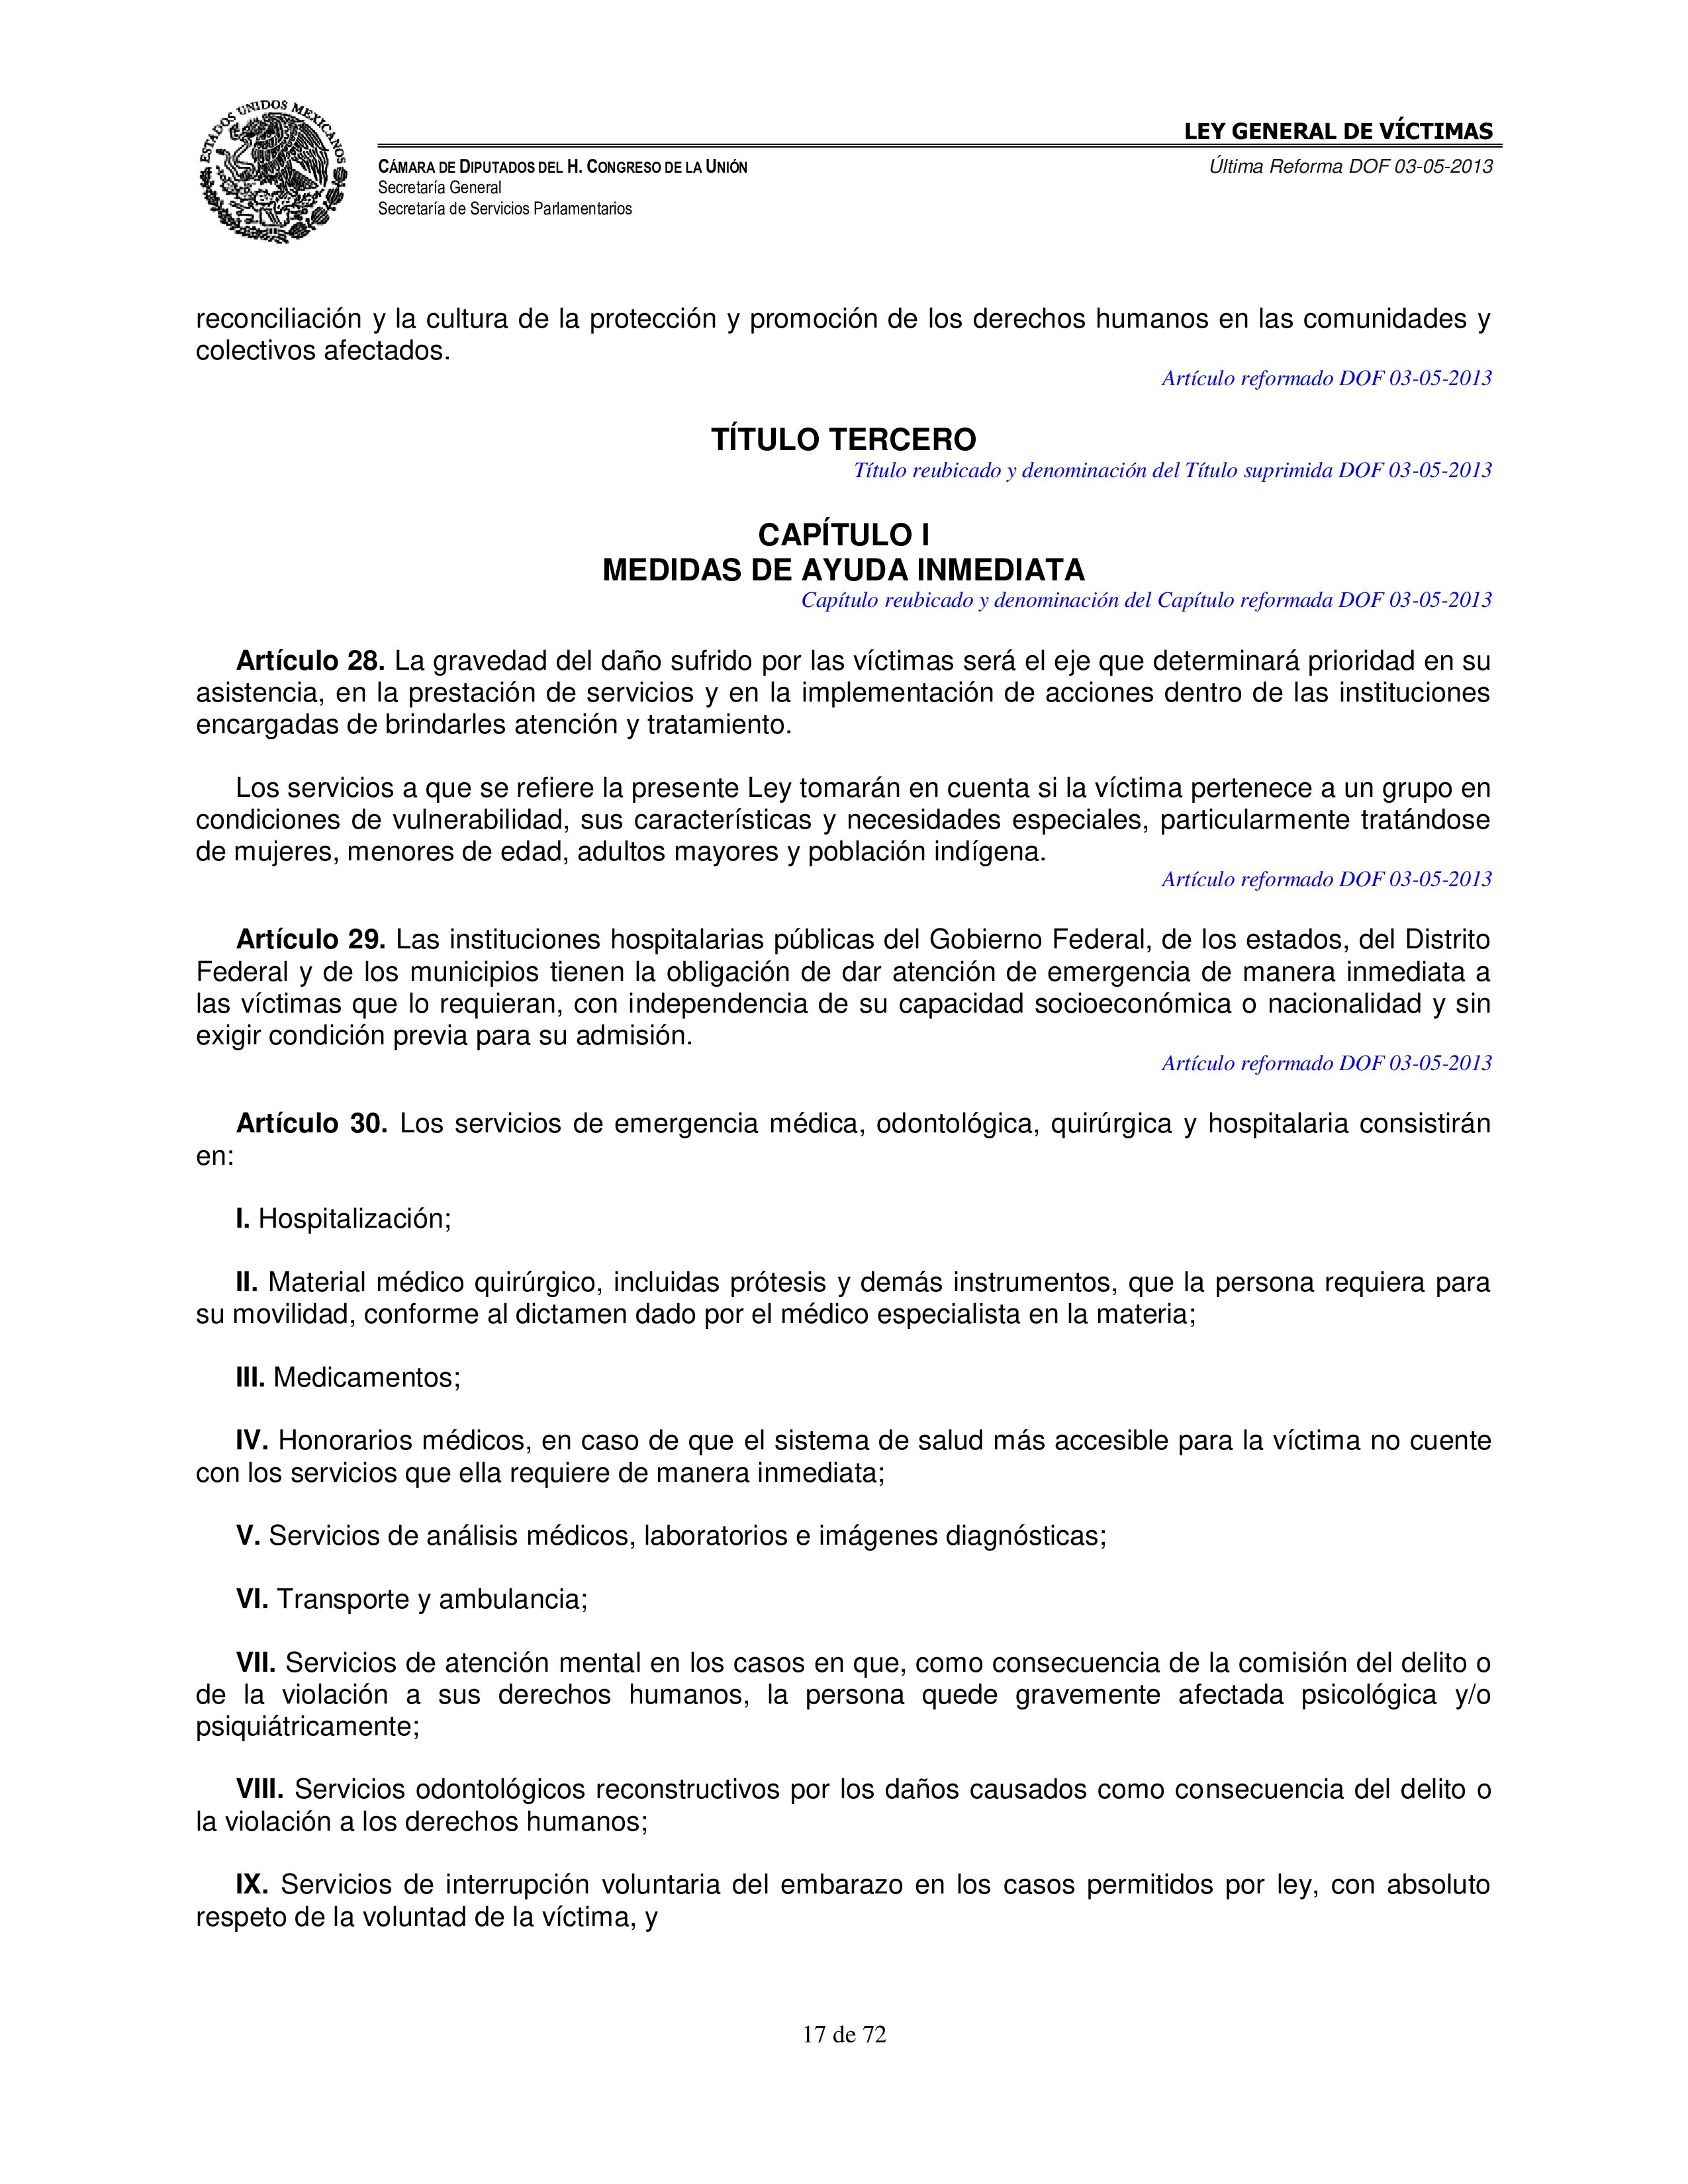 ESTADOS UNIDOS MEXICANOS
LEY GENERAL DE VÍCTIMAS
CÁMARA DE DIPUTADOS DEL H. CONGRESO DE LA UNIÓN
Última Reforma DOF 03-05-2013
Secretaría General
Secretaría de Servicios Parlamentarios
reconciliación y la cultura de la protección y promoción de los derechos humanos en las comunidades y
colectivos afectados.
Artículo reformado DOF 03-05-2013
TÍTULO TERCERO
Título reubicado y denominación del Título suprimida DOF 03-05-2013
CAPÍTULO I
MEDIDAS DE AYUDA INMEDIATA
Capítulo reubicado y denominación del Capítulo reformada DOF 03-05-2013
Artículo 28. La gravedad del daño sufrido por las víctimas será el eje que determinará prioridad en su
asistencia, en la prestación de servicios y en la implementación de acciones dentro de las instituciones
encargadas de brindarles atención y tratamiento.
Los servicios a que se refiere la presente Ley tomarán en cuenta si la víctima pertenece a un grupo en
condiciones de vulnerabilidad, sus características y necesidades especiales, particularmente tratándose
de mujeres, menores de edad, adultos mayores y población indígena.
Artículo reformado DOF 03-05-2013
Artículo 29. Las instituciones hospitalarias públicas del Gobierno Federal, de los estados, del Distrito
Federal y de los municipios tienen la obligación de dar atención de emergencia de manera inmediata a
las víctimas que lo requieran, con independencia de su capacidad socioeconómica o nacionalidad y sin
exigir condición previa para su admisión.
Artículo reformado DOF 03-05-2013
Artículo 30. Los servicios de emergencia médica, odontológica, quirúrgica y hospitalaria consistirán
en:
I. Hospitalización;
II. Material médico quirúrgico, incluidas prótesis y demás instrumentos, que la persona requiera para
su movilidad, conforme al dictamen dado por el médico especialista en la materia;
III. Medicamentos;
IV. Honorarios médicos, en caso de que el sistema de salud más accesible para la víctima no cuente
con los servicios que ella requiere de manera inmediata;
V. Servicios de análisis médicos, laboratorios e imágenes diagnósticas;
VI. Transporte y ambulancia;
VII. Servicios de atención mental en los casos en que, como consecuencia de la comisión del delito o
de la violación a sus derechos humanos, la persona quede gravemente afectada psicológica y/o
psiquiátricamente;
VIII. Servicios odontológicos reconstructivos por los daños causados como consecuencia del delito o
la violación a los derechos humanos;
IX. Servicios de interrupción voluntaria del embarazo en los casos permitidos por ley, con absoluto
respeto de la voluntad de la víctima, y
17 de 72